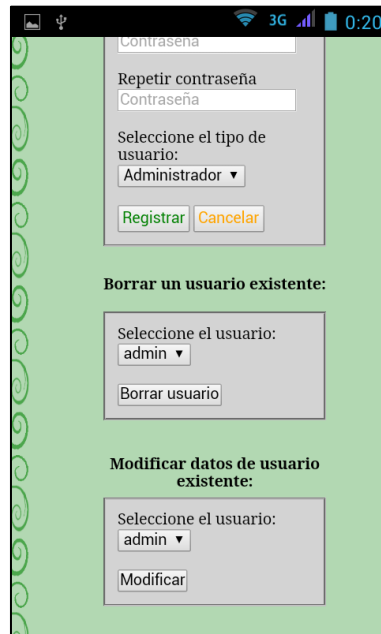 3G 0:20
Contraseña
Repetir contraseña
Contraseña
Seleccione el tipo de
usuario:
Administrador ▼
Registrar Cancelar
Borrar un usuario existente:
Seleccione el usuario:
admin ▼
Borrar usuario
Modificar datos de usuario
existente:
Seleccione el usuario:
admin ▼
Modificar